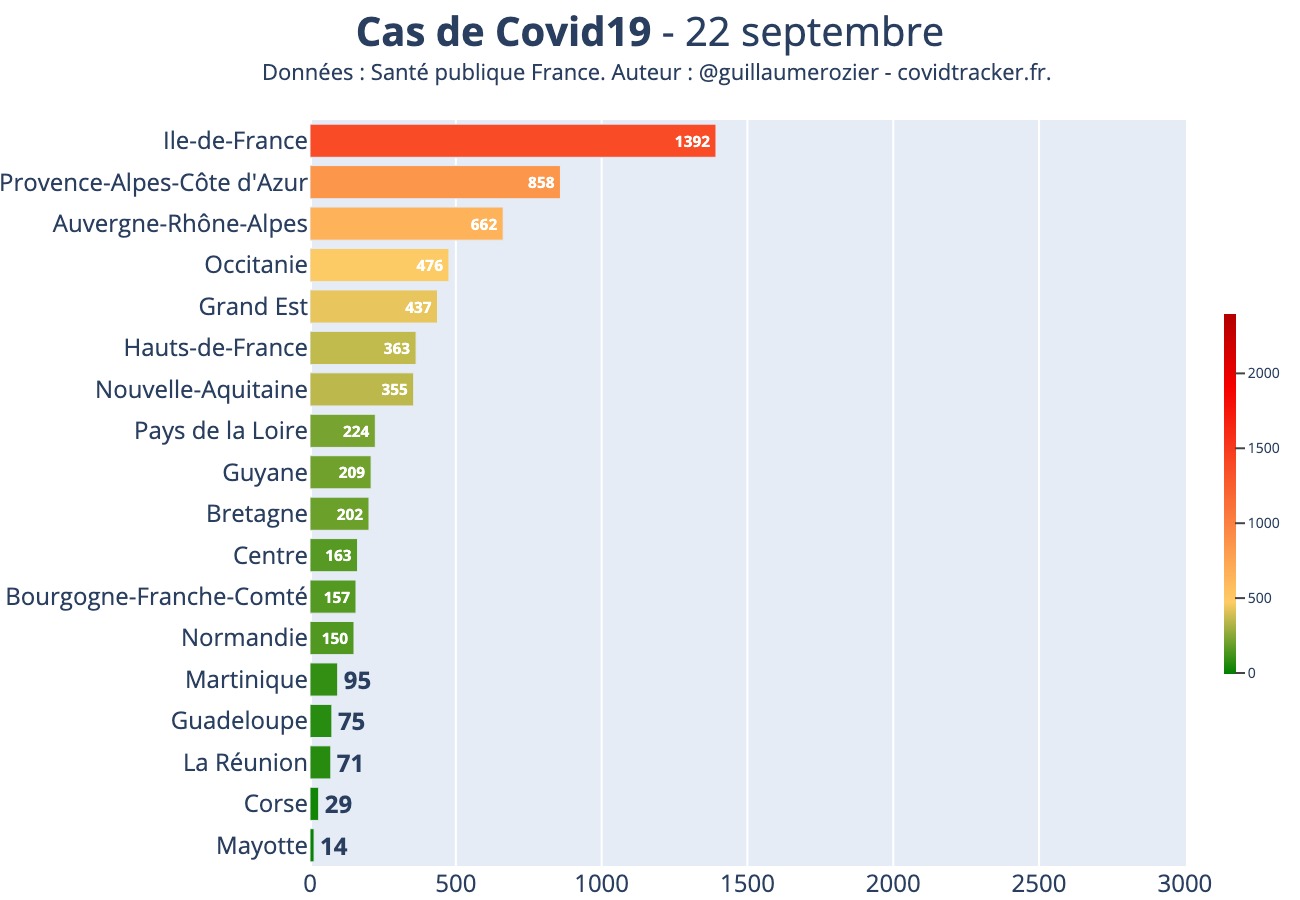 Cas de Covid19 - 22 septembre
Données : Santé publique France. Auteur : @guillaumerozier - covidtracker.fr.
Ile-de-France 1392
Provence-Alpes-Côte d'Azur 858
Auvergne-Rhône-Alpes 662
Occitanie 476
Grand Est 437
Hauts-de-France 363
Nouvelle-Aquitaine 355
Pays de la Loire 224
Guyane 209
Bretagne 202
Centre 163
Bourgogne-Franche-Comté 157
Normandie 150
Martinique 95
Guadeloupe 75
La Réunion 71
Corse 29
Mayotte 14
0 500 1000 1500 2000 2500 3000
2000
1500
1000
500
0